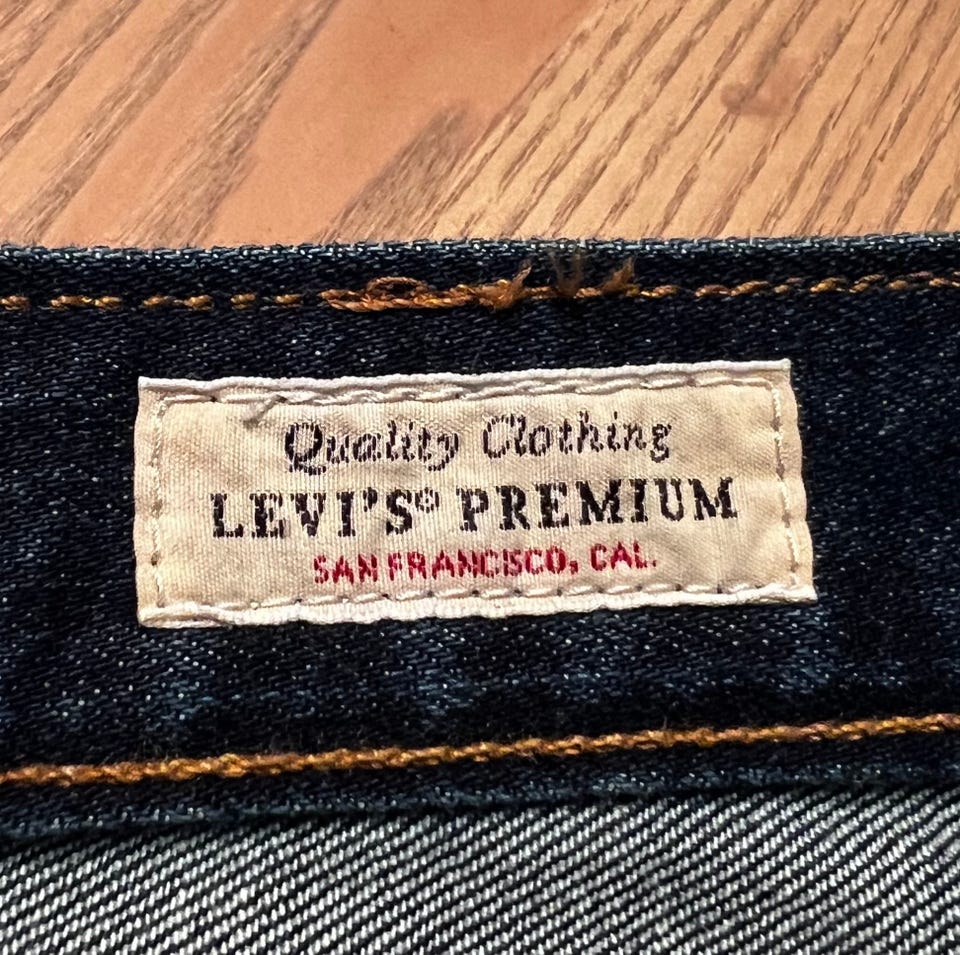 Quality Clothing
LEVI'S® PREMIUM
SAN FRANCISCO, CAL.